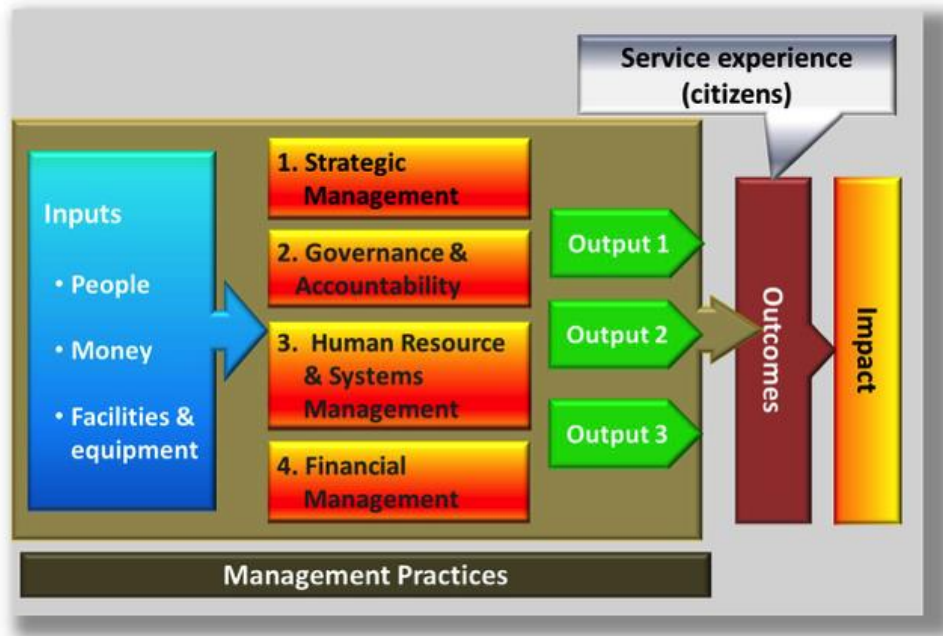 Service experience
(citizens)
Inputs
• People
• Money
• Facilities &
equipment
1. Strategic
Management
2. Governance &
Accountability
3. Human Resource
& Systems
Management
4. Financial
Management
Output 1
Output 2
Output 3
Outcomes
Impact
Management Practices